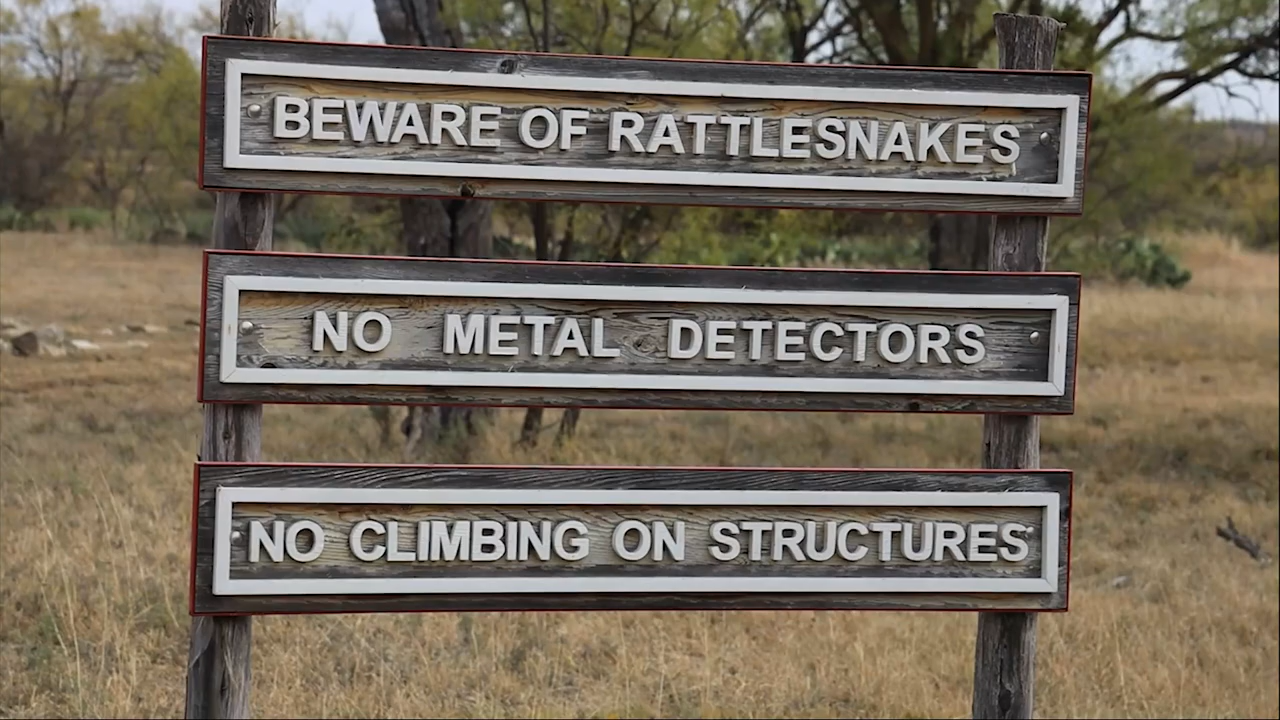 BEWARE OF RATTLESNAKES
NO METAL DETECTORS
NO CLIMBING ON STRUCTURES